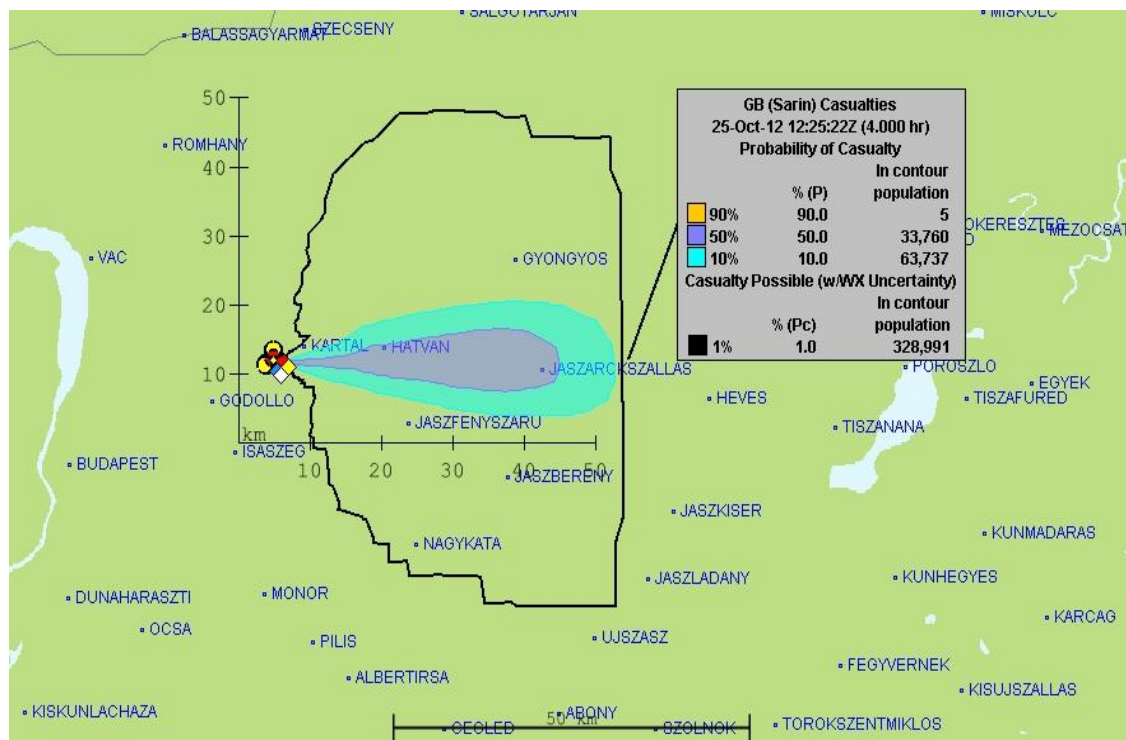 SALGOTARJAN
MISKOLC
BALASSAGYARMAT
SZECSENY
50
ROMHANY
40
30
VAC
GYONGYOS
20
KARTAL
HATVAN
10
JASZARCKSZALLAS
GODOLLO
JASZFENYSZARU
km
ISASZEG
10 20 30 40 50
BUDAPEST
JASZBERENY
NAGYKATA
DUNAHARASZTI
MONOR
OCSA
PILIS
ALBERTIRSA
KISKUNLACHAZA
GB (Sarin) Casualties
25-Oct-12 12:25:22Z (4.000 hr)
Probability of Casualty
In contour
% (P) population
90% 90.0 5
50% 50.0 33,760
10% 10.0 63,737
Casualty Possible (w/WX Uncertainty)
In contour
% (Pc) population
1% 1.0 328,991
OKERESZTES
MEZOCSAT
POROSZLO
EGYEK
HEVES
TISZAFURED
TISZANANA
JASZKISER
KUNMADARAS
JASZLADANY
KUNHEGYES
KARCAG
UJSZASZ
FEGYVERNEK
KISUJSZALLAS
ABONY
50 km
CEGLED
SZOLNOK
TOROKSZENTMIKLOS